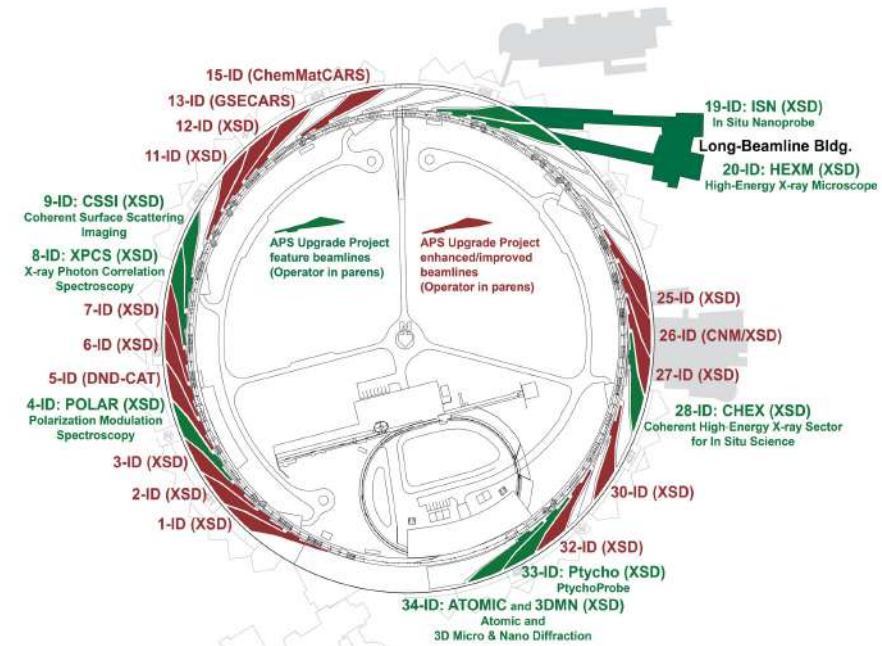 15-ID (ChemMatCARS)
13-ID (GSECARS)
12-ID (XSD)
11-ID (XSD)
9-ID: CSSI (XSD)
Coherent Surface Scattering
Imaging
8-ID: XPCS (XSD)
X-ray Photon Correlation
Spectroscopy
7-ID (XSD)
6-ID (XSD)
5-ID (DND-CAT)
4-ID: POLAR (XSD)
Polarization Modulation
Spectroscopy
3-ID (XSD)
2-ID (XSD)
1-ID (XSD)
APS Upgrade Project
feature beamlines
(Operator in parens)
APS Upgrade Project
enhanced/improved
beamlines
(Operator in parens)
19-ID: ISN (XSD)
In Situ Nanoprobe
Long-Beamline Bldg.
20-ID: HEXM (XSD)
High-Energy X-ray Microscope
25-ID (XSD)
26-ID (CNM/XSD)
27-ID (XSD)
28-ID: CHEX (XSD)
Coherent High-Energy X-ray Sector
for In Situ Science
30-ID (XSD)
32-ID (XSD)
33-ID: Ptycho (XSD)
PtychoProbe
34-ID: ATOMIC and 3DMN (XSD)
Atomic and
3D Micro & Nano Diffraction